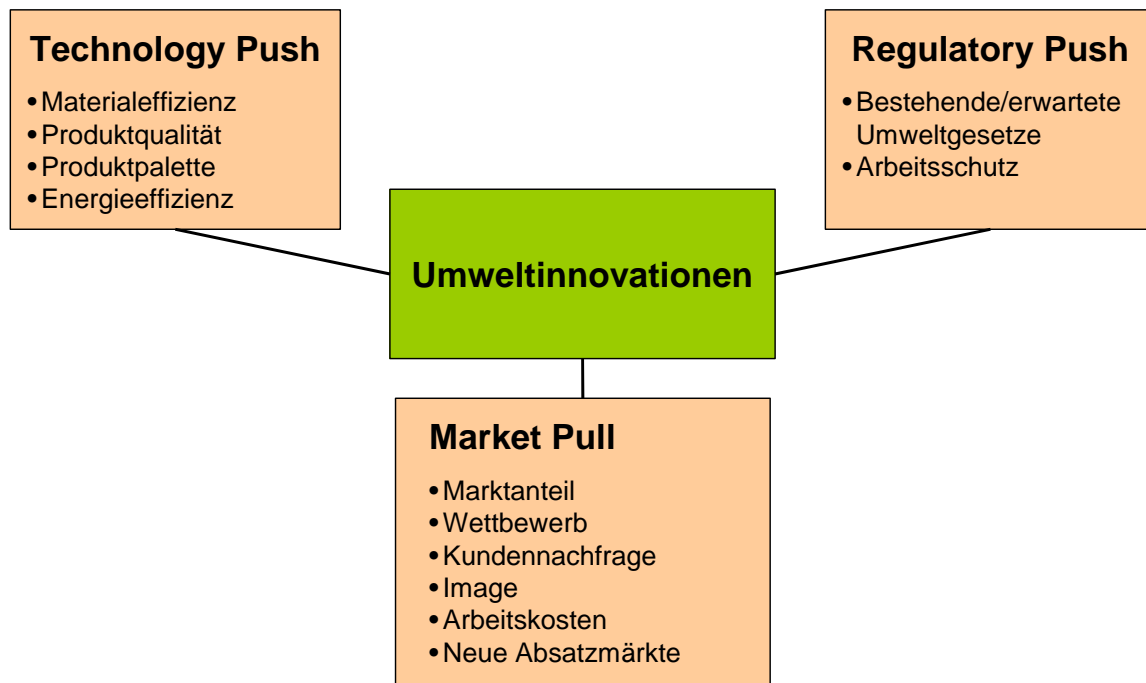 Technology Push
• Materialeffizienz
• Produktqualität
• Produktpalette
• Energieeffizienz
Regulatory Push
• Bestehende/erwartete
Umweltgesetze
• Arbeitsschutz
Umweltinnovationen
Market Pull
• Marktanteil
• Wettbewerb
• Kundennachfrage
• Image
• Arbeitskosten
• Neue Absatzmärkte